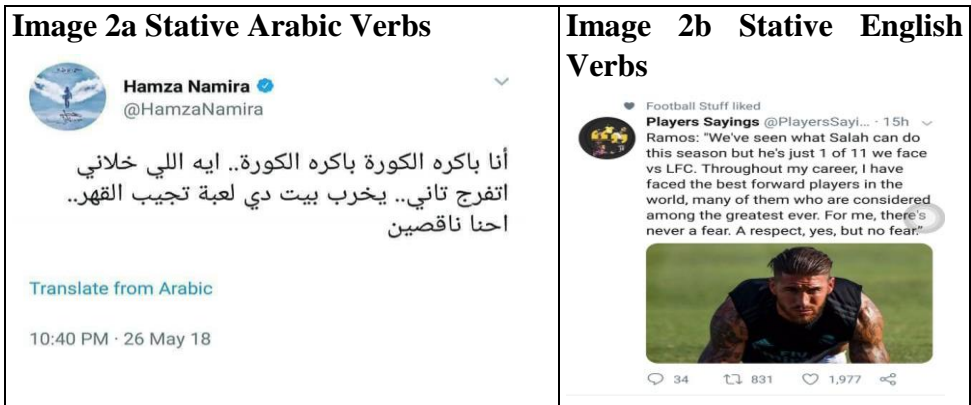 Image 2a Stative Arabic Verbs
Hamza Namira
@HamzaNamira
أنا باكره الكورة باكره الكورة.. ايه اللي خلاني
اتفرج تاني.. يخرب بيت دي لعبة تجيب القهر..
احنا ناقصين
Translate from Arabic
10:40 PM · 26 May 18
Image 2b Stative English
Verbs
Football Stuff liked
Players Sayings @PlayersSayi... · 15h
Ramos: "We've seen what Salah can do
this season but he's just 1 of 11 we face
vs LFC. Throughout my career, I have
faced the best forward players in the
world, many of them who are considered
among the greatest ever. For me, there's
never a fear. A respect, yes, but no fear."
34 831 1,977